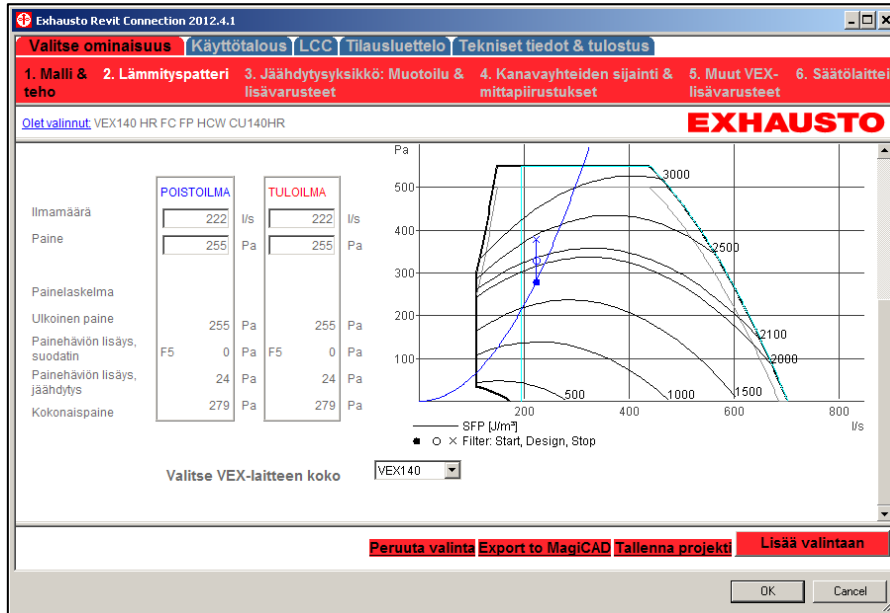 Exhausto Revit Connection 2012.4.1
Valitse ominaisuus Käyttötalous LCC Tilausluettelo Tekniset tiedot & tulostus
1. Malli & teho 2. Lämmityspatteri 3. Jäähdytysyksikkö: Muotoilu & lisävarusteet 4. Kanavayhteiden sijainti & mittapiirustukset 5. Muut VEX-lisävarusteet 6. Säätölaittei
Olet valinnut: VEX140 HR FC FP HCW CU140HR
EXHAUSTO
POISTOILMA TULOILMA
Ilmamäärä 222 l/s 222 l/s
Paine 255 Pa 255 Pa
Painelaskelma
Ulkoinen paine 255 Pa 255 Pa
Painehäviön lisäys, suodatin F5 0 Pa F5 0 Pa
Painehäviön lisäys, jäähdytys 24 Pa 24 Pa
Kokonaispaine 279 Pa 279 Pa
Pa
500
400
300
200
100
3000
2500
2100
2000
500 1000 1500
200 400 600 800
l/s
SFP [J/m³]
Filter: Start, Design, Stop
Valitse VEX-laitteen koko VEX140
Peruuta valinta Export to MagiCAD Tallenna projekti Lisää valintaan
OK Cancel